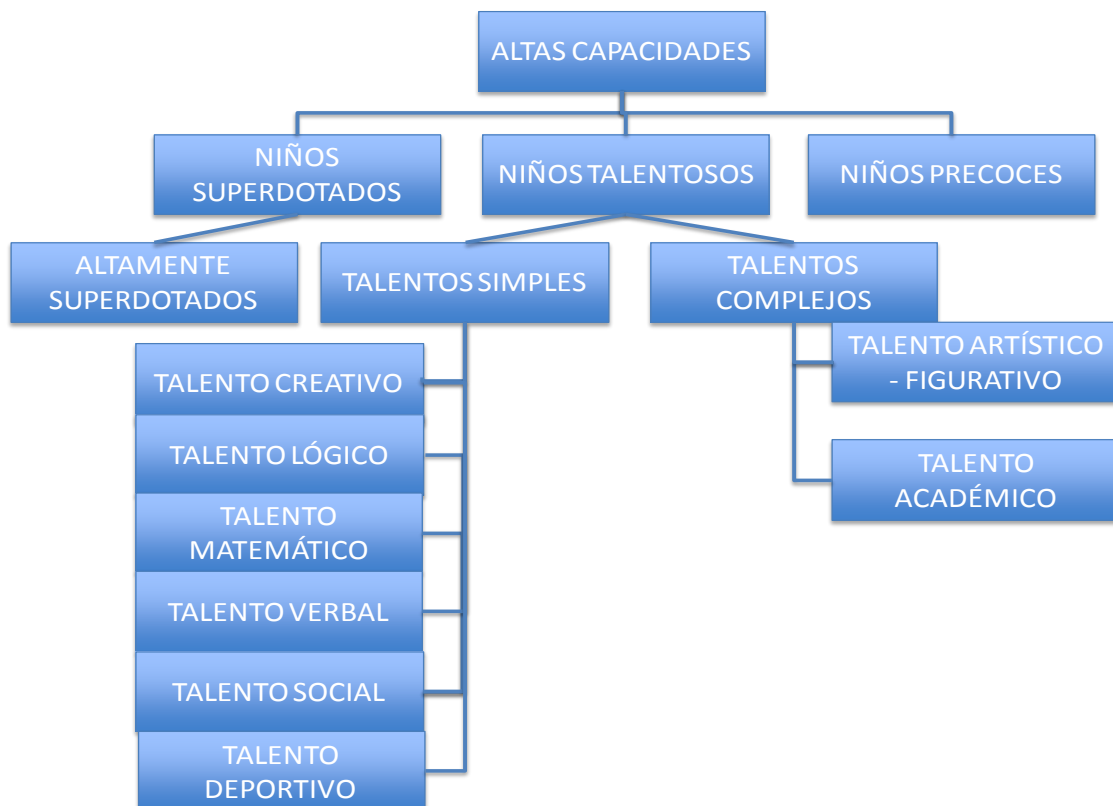 ALTAS CAPACIDADES
NIÑOS
SUPERDOTADOS
NIÑOS TALENTOSOS
NIÑOS PRECOCES
ALTAMENTE
SUPERDOTADOS
TALENTOS SIMPLES
TALENTOS
COMPLEJOS
TALENTO CREATIVO
TALENTO LÓGICO
TALENTO
MATEMÁTICO
TALENTO VERBAL
TALENTO SOCIAL
TALENTO
DEPORTIVO
TALENTO ARTÍSTICO
- FIGURATIVO
TALENTO
ACADÉMICO